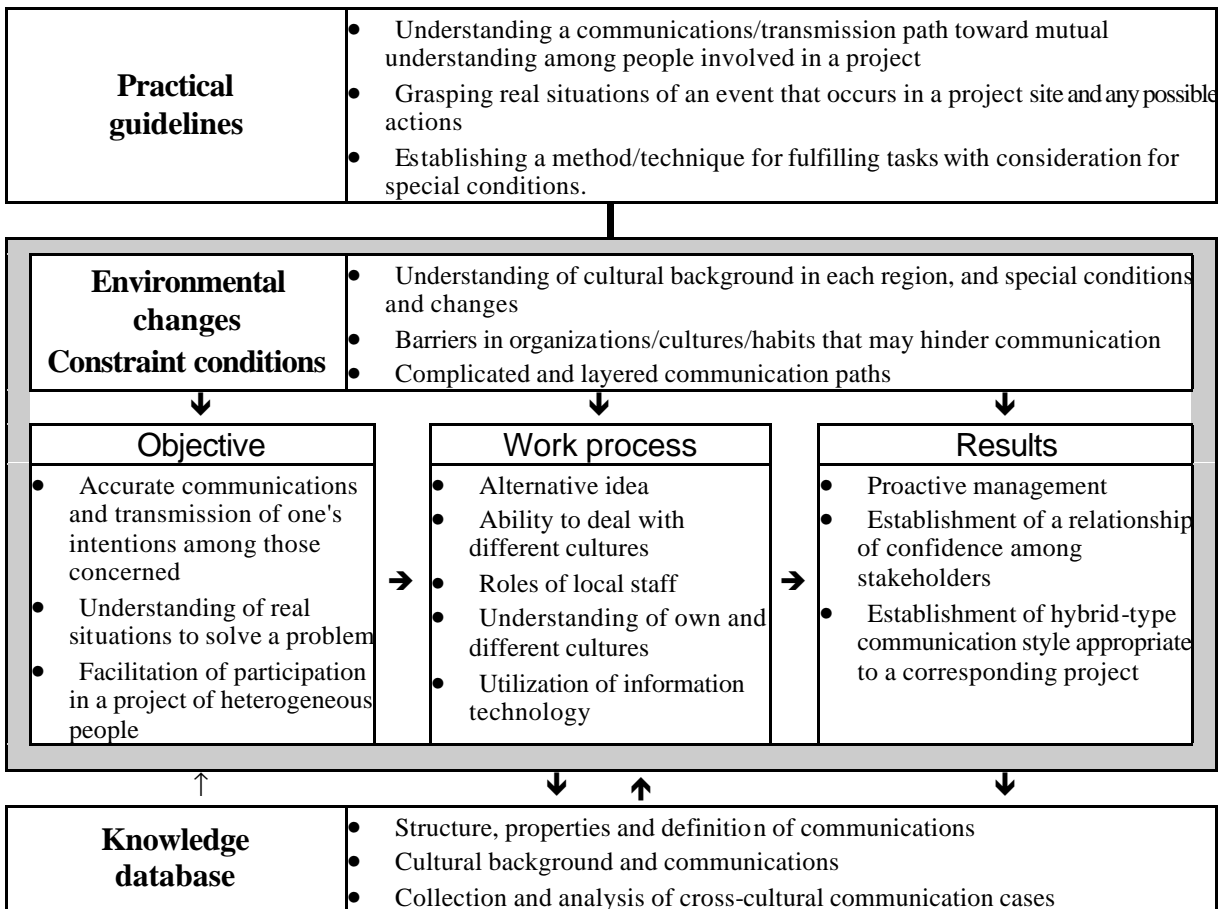 Practical
guidelines
● Understanding a communications/transmission path toward mutual
understanding among people involved in a project
● Grasping real situations of an event that occurs in a project site and any possible
actions
● Establishing a method/technique for fulfilling tasks with consideration for
special conditions.
Environmental
changes
Constraint conditions
● Understanding of cultural background in each region, and special conditions
and changes
● Barriers in organizations/cultures/habits that may hinder communication
● Complicated and layered communication paths
Objective
● Accurate communications
and transmission of one's
intentions among those
concerned
● Understanding of real
situations to solve a problem
● Facilitation of participation
in a project of heterogeneous
people
Work process
● Alternative idea
● Ability to deal with
different cultures
● Roles of local staff
● Understanding of own and
different cultures
● Utilization of information
technology
Results
● Proactive management
● Establishment of a relationship
of confidence among
stakeholders
● Establishment of hybrid-type
communication style appropriate
to a corresponding project
Knowledge
database
● Structure, properties and definition of communications
● Cultural background and communications
● Collection and analysis of cross-cultural communication cases